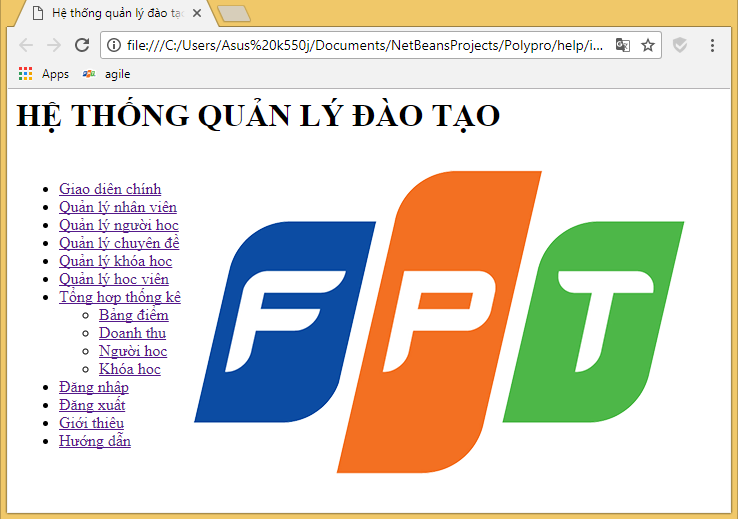 Hệ thống quản lý đào tạ
file:///C:/Users/Asus%20k550j/Documents/NetBeansProjects/Polypro/help/i...
Apps agile
HỆ THỐNG QUẢN LÝ ĐÀO TẠO
Giao diện chính
Quản lý nhân viên
Quản lý người học
Quản lý chuyên đề
Quản lý khóa học
Quản lý học viên
Tổng hợp thống kê
Bảng điểm
Doanh thu
Người học
Khóa học
Đăng nhập
Đăng xuất
Giới thiệu
Hướng dẫn
FPT